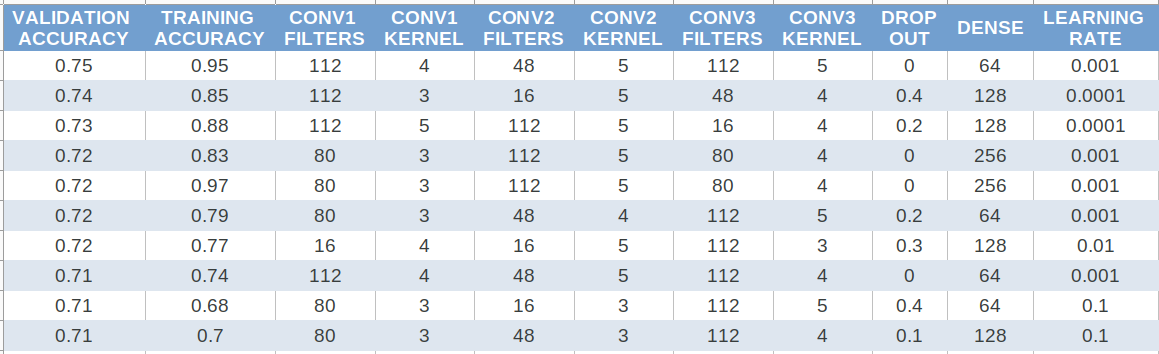 VALIDATION ACCURACY TRAINING ACCURACY CONV1 FILTERS CONV1 KERNEL CONV2 FILTERS CONV2 KERNEL CONV3 FILTERS CONV3 KERNEL DROP OUT DENSE LEARNING RATE
0.75 0.95 112 4 48 5 112 5 0 64 0.001
0.74 0.85 112 3 16 5 48 4 0.4 128 0.0001
0.73 0.88 112 5 112 5 16 4 0.2 128 0.0001
0.72 0.83 80 3 112 5 80 4 0 256 0.001
0.72 0.97 80 3 112 5 80 4 0 256 0.001
0.72 0.79 80 3 48 4 112 5 0.2 64 0.001
0.72 0.77 16 4 16 5 112 3 0.3 128 0.01
0.71 0.74 112 4 48 5 112 4 0 64 0.001
0.71 0.68 80 3 16 3 112 5 0.4 64 0.1
0.71 0.7 80 3 48 3 112 4 0.1 128 0.1